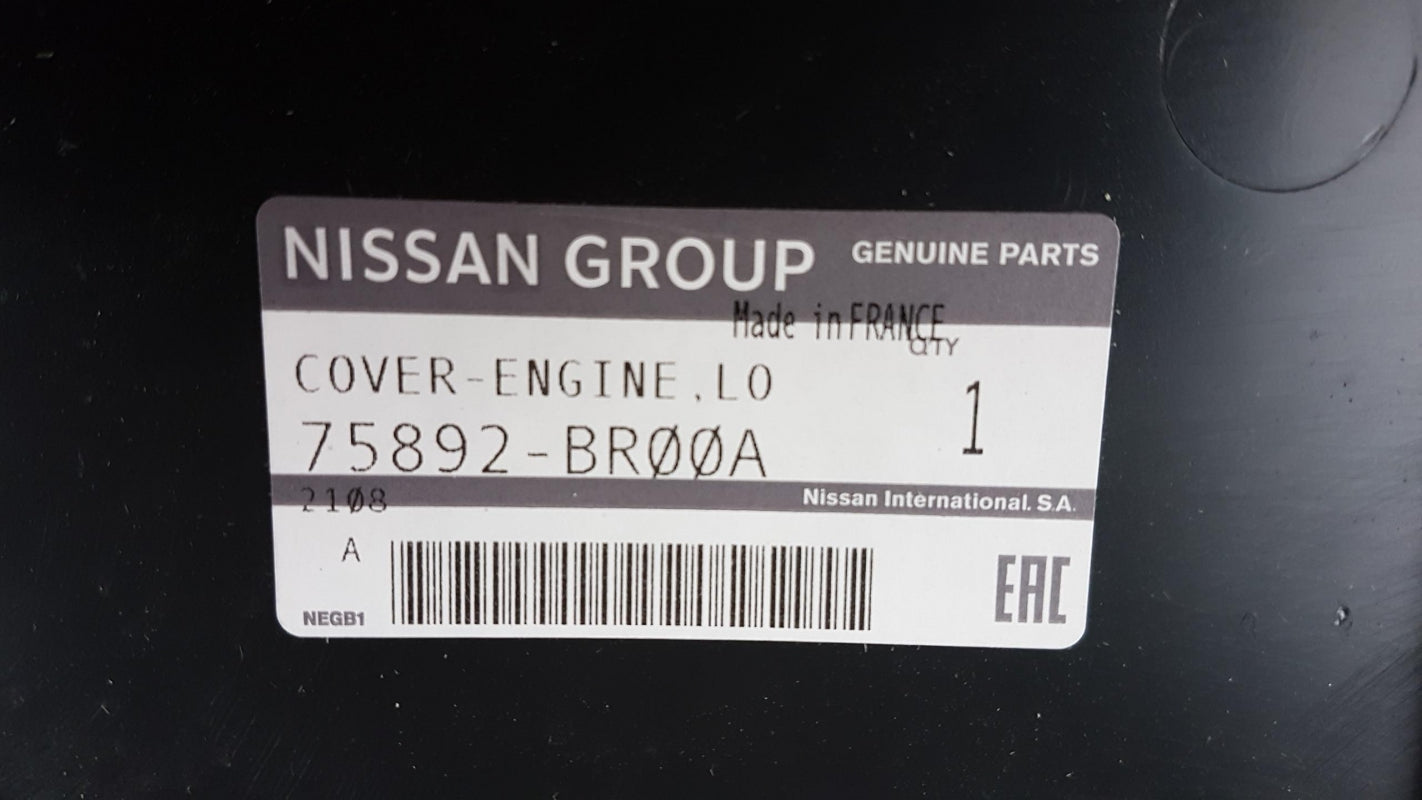 NISSAN GROUP GENUINE PARTS
Made in FRANCE
QTY
COVER-ENGINE,LO
1
75892-BR00A
2108
Nissan International. S.A.
A
NEGB1
EAC